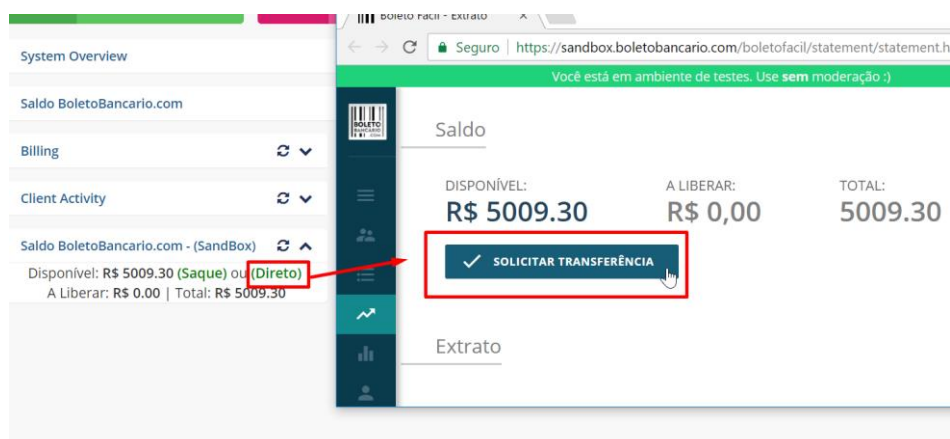 System Overview
Saldo BoletoBancario.com
Billing
Client Activity
Saldo BoletoBancario.com - (SandBox)
Disponível: R$ 5009.30 (Saque) ou (Direto)
A Liberar: R$ 0.00 | Total: R$ 5009.30
Boleto Fácil - Extrato
Seguro | https://sandbox.boletobancario.com/boletofacil/statement/statement.h
Você está em ambiente de testes. Use sem moderação :)
BOLETO
BANCARIO
Saldo
DISPONÍVEL: A LIBERAR: TOTAL:
R$ 5009.30 R$ 0,00 5009.30
SOLICITAR TRANSFERÊNCIA
Extrato